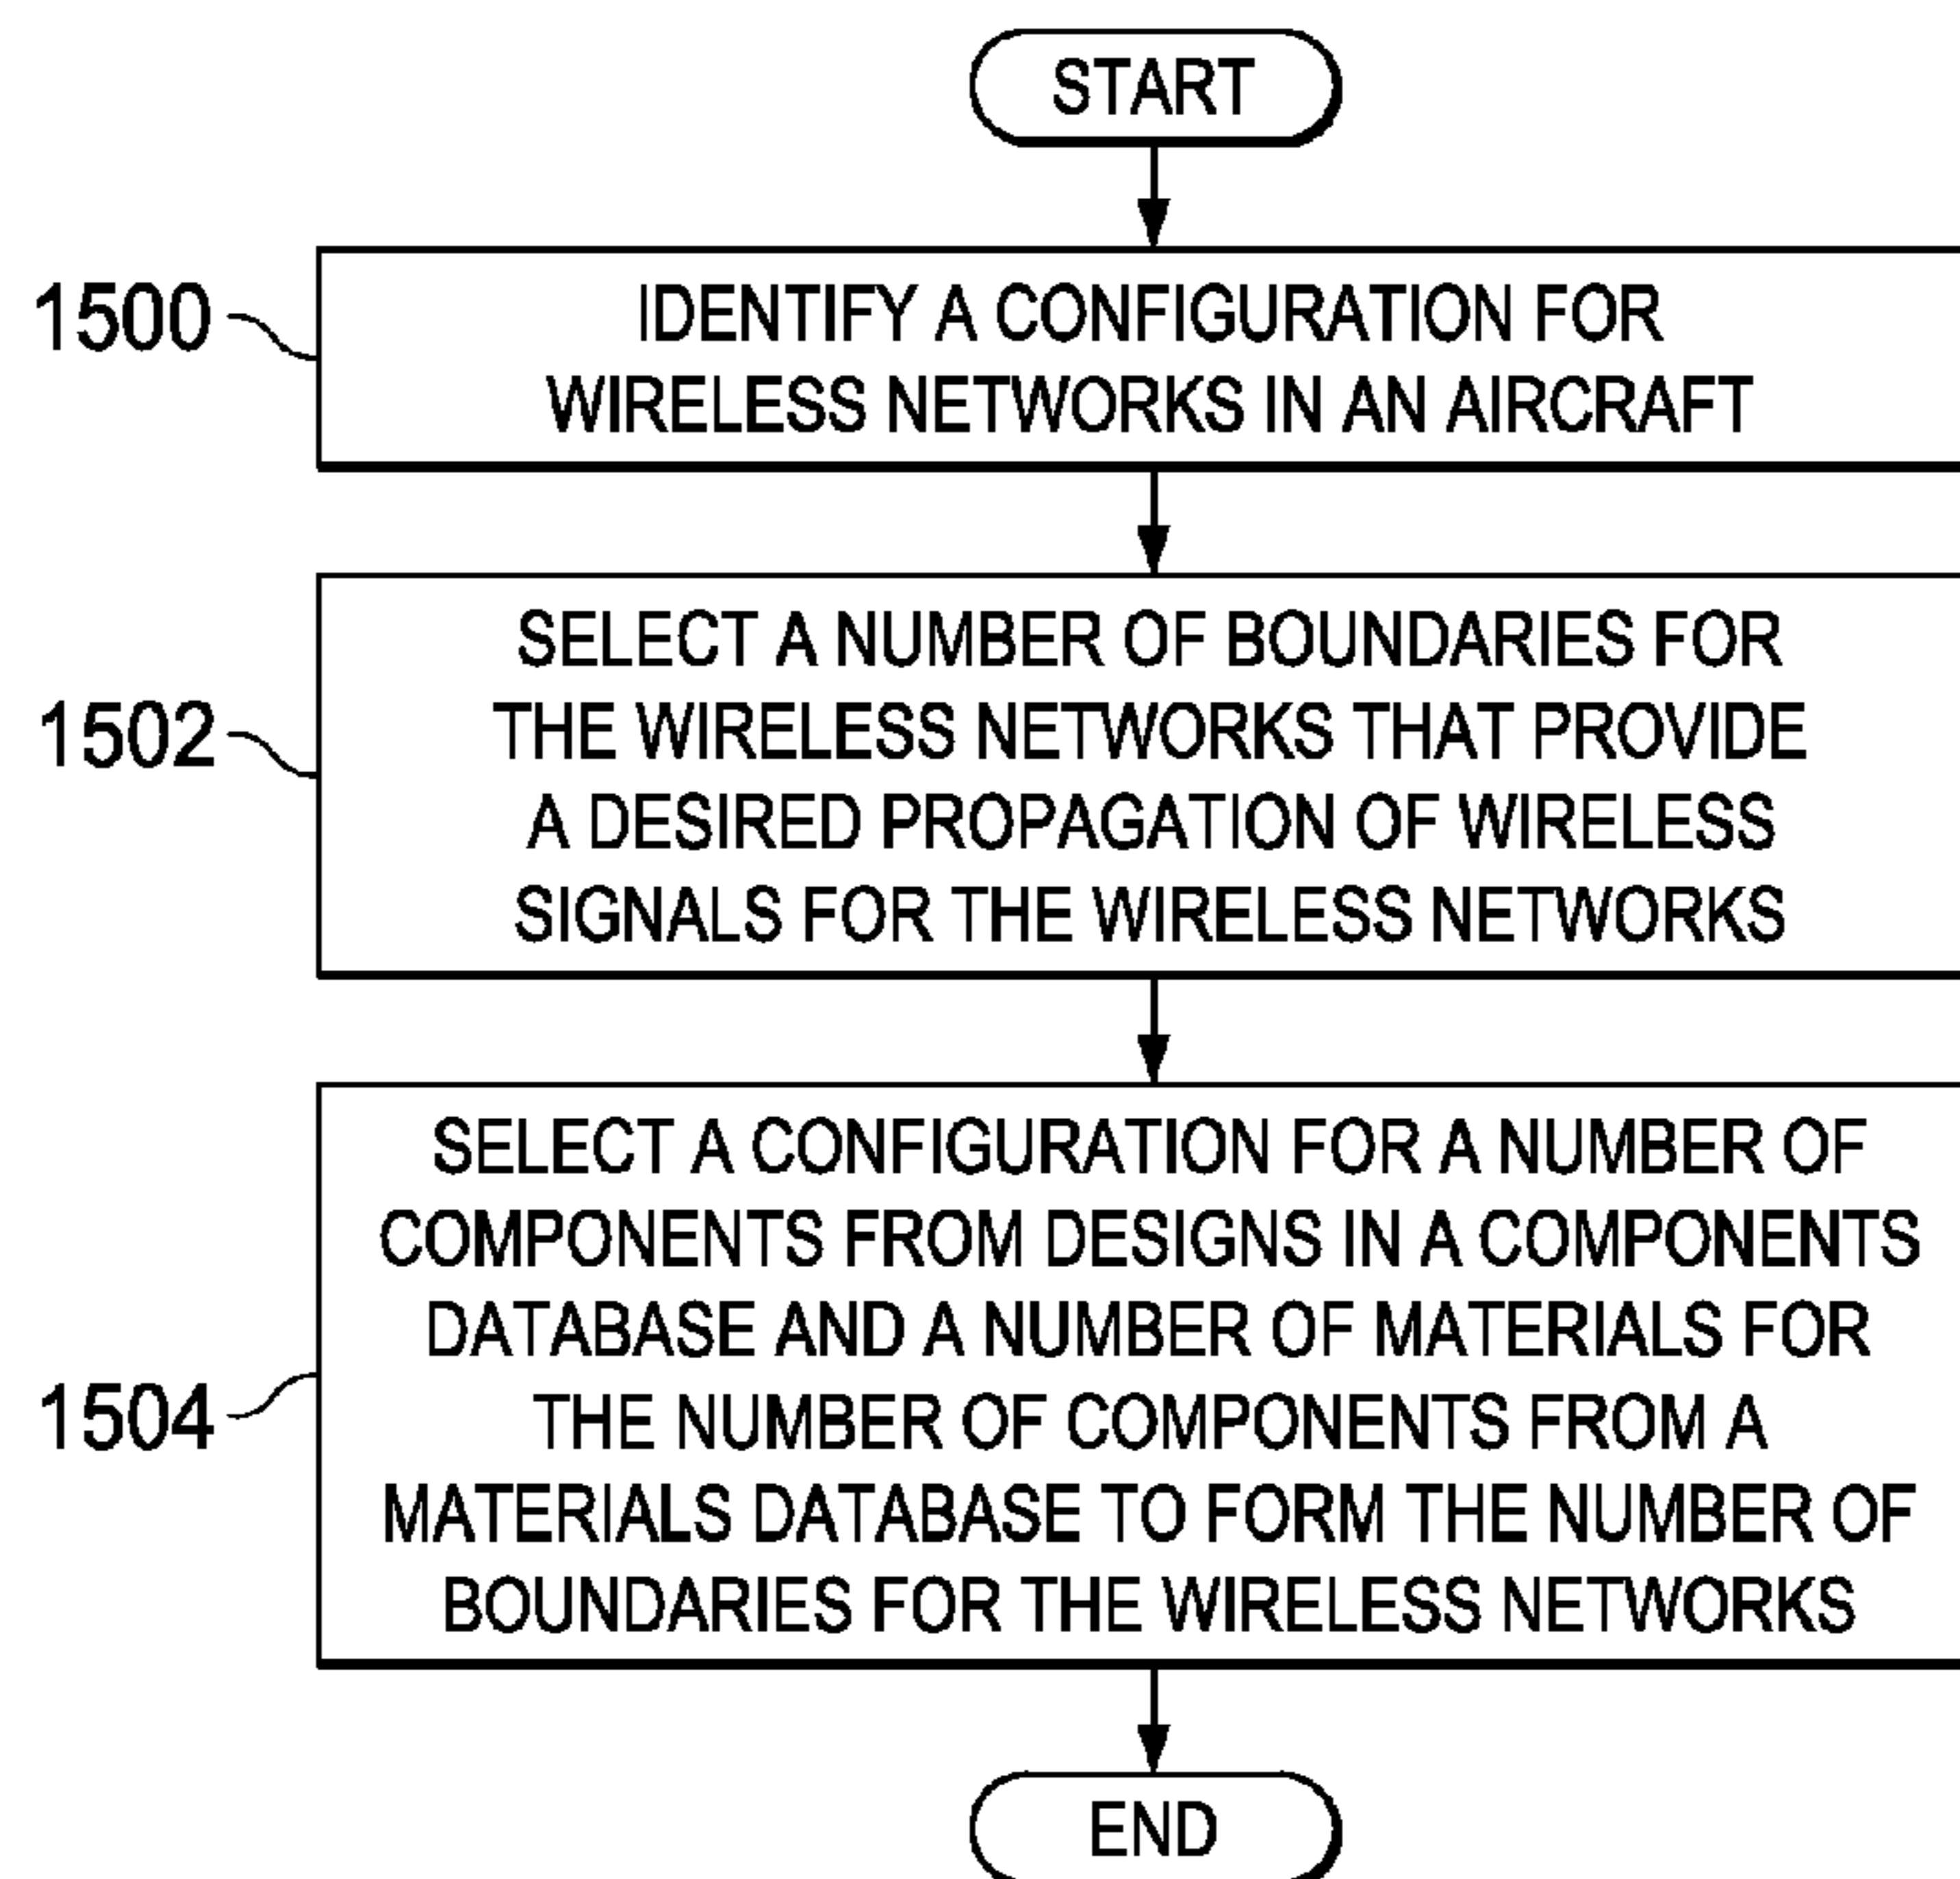 START
1500
IDENTIFY A CONFIGURATION FOR
WIRELESS NETWORKS IN AN AIRCRAFT
1502
SELECT A NUMBER OF BOUNDARIES FOR
THE WIRELESS NETWORKS THAT PROVIDE
A DESIRED PROPAGATION OF WIRELESS
SIGNALS FOR THE WIRELESS NETWORKS
1504
SELECT A CONFIGURATION FOR A NUMBER OF
COMPONENTS FROM DESIGNS IN A COMPONENTS
DATABASE AND A NUMBER OF MATERIALS FOR
THE NUMBER OF COMPONENTS FROM A
MATERIALS DATABASE TO FORM THE NUMBER OF
BOUNDARIES FOR THE WIRELESS NETWORKS
END